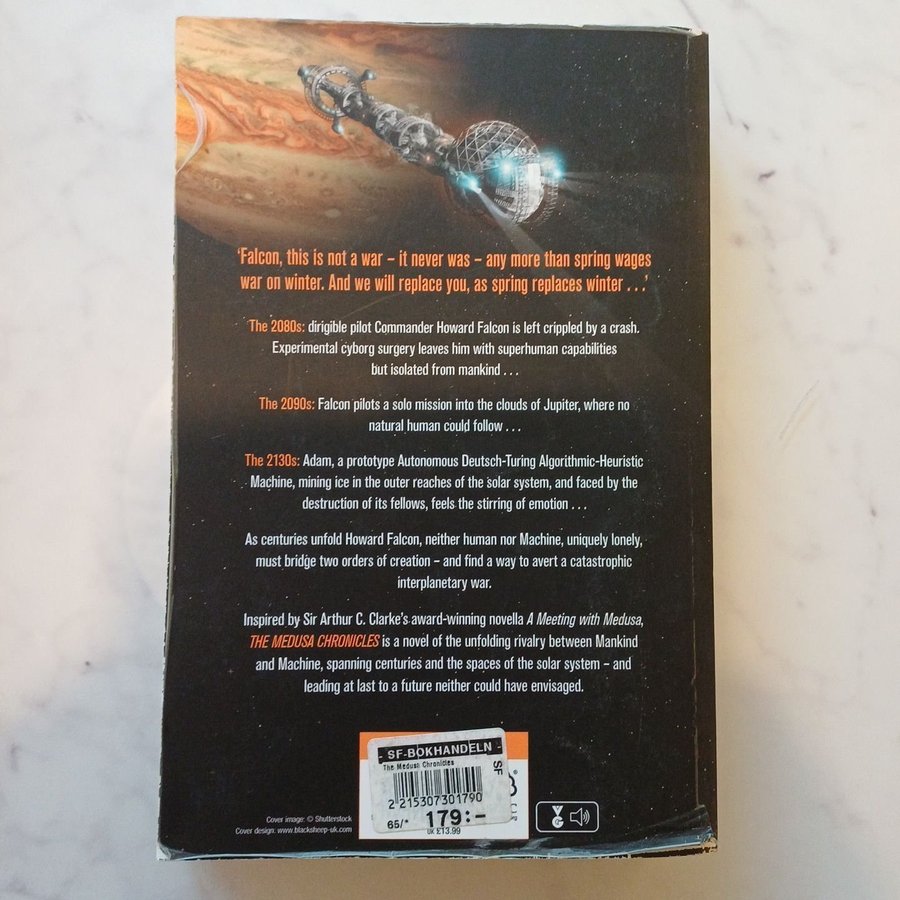 ‘Falcon, this is not a war – it never was – any more than spring wages
war on winter. And we will replace you, as spring replaces winter . . .’
The 2080s: dirigible pilot Commander Howard Falcon is left crippled by a crash.
Experimental cyborg surgery leaves him with superhuman capabilities
but isolated from mankind . . .
The 2090s: Falcon pilots a solo mission into the clouds of Jupiter, where no
natural human could follow . . .
The 2130s: Adam, a prototype Autonomous Deutsch-Turing Algorithmic-Heuristic
Machine, mining ice in the outer reaches of the solar system, and faced by the
destruction of its fellows, feels the stirring of emotion . . .
As centuries unfold Howard Falcon, neither human nor Machine, uniquely lonely,
must bridge two orders of creation – and find a way to avert a catastrophic
interplanetary war.
Inspired by Sir Arthur C. Clarke’s award-winning novella A Meeting with Medusa,
THE MEDUSA CHRONICLES is a novel of the unfolding rivalry between Mankind
and Machine, spanning centuries and the spaces of the solar system – and
leading at last to a future neither could have envisaged.
- SF-BOKHANDELN -
The Medusa Chronicles
SF
2 215307301790
65/* 179:-
UK £13.99
Cover image: © Shutterstock
Cover design: www.blacksheep-uk.com